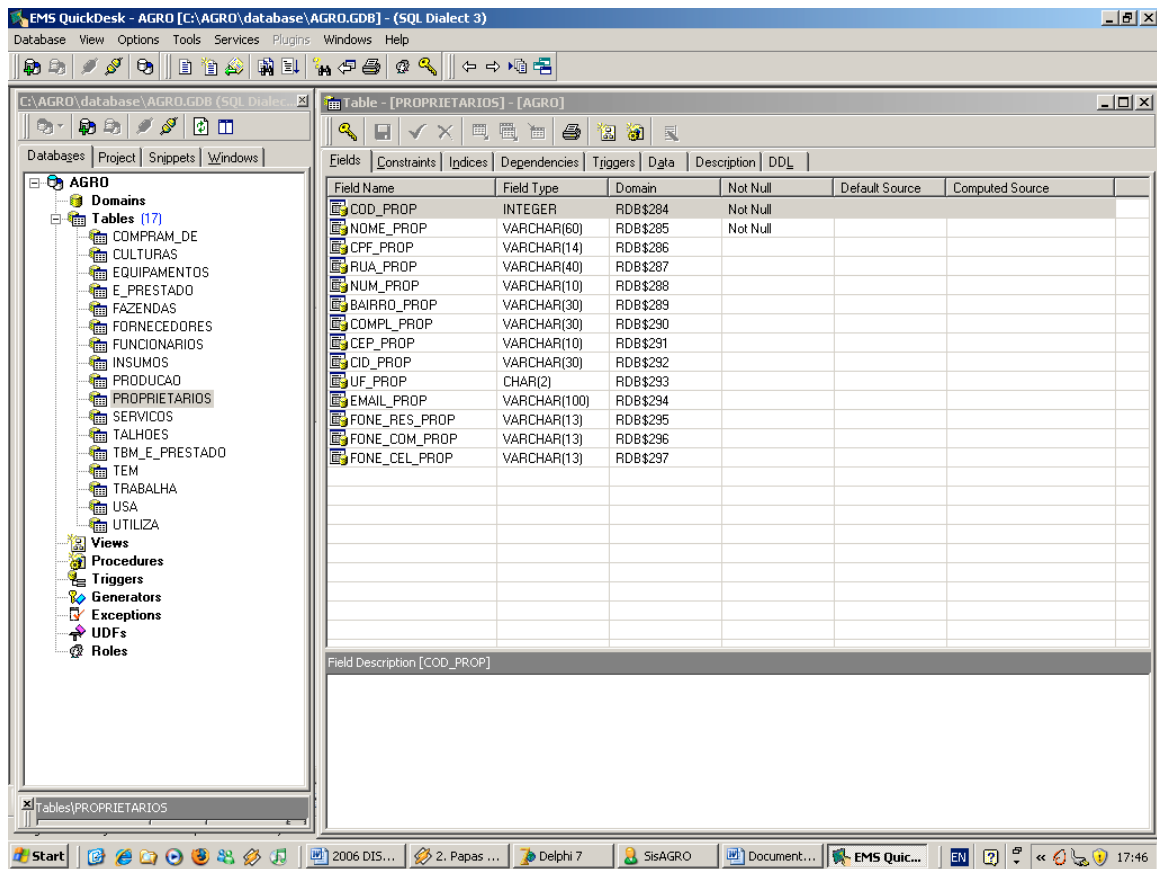 EMS QuickDesk - AGRO [C:\AGRO\database\AGRO.GDB] - (SQL Dialect 3)
Database View Options Tools Services Plugins Windows Help
C:\AGRO\database\AGRO.GDB (SQL Dialec...
Databases Project Snippets Windows
AGRO
Domains
Tables (17)
COMPRAM_DE
CULTURAS
EQUIPAMENTOS
E_PRESTADO
FAZENDAS
FORNECEDORES
FUNCIONARIOS
INSUMOS
PRODUCAO
PROPRIETARIOS
SERVICOS
TALHOES
TBM_E_PRESTADO
TEM
TRABALHA
USA
UTILIZA
Views
Procedures
Triggers
Generators
Exceptions
UDFs
Roles
Tables\PROPRIETARIOS
Table - [PROPRIETARIOS] - [AGRO]
Fields Constraints Indices Dependencies Triggers Data Description DDL
Field Name Field Type Domain Not Null Default Source Computed Source
COD_PROP INTEGER RDB$284 Not Null
NOME_PROP VARCHAR(60) RDB$285 Not Null
CPF_PROP VARCHAR(14) RDB$286
RUA_PROP VARCHAR(40) RDB$287
NUM_PROP VARCHAR(10) RDB$288
BAIRRO_PROP VARCHAR(30) RDB$289
COMPL_PROP VARCHAR(30) RDB$290
CEP_PROP VARCHAR(10) RDB$291
CID_PROP VARCHAR(30) RDB$292
UF_PROP CHAR(2) RDB$293
EMAIL_PROP VARCHAR(100) RDB$294
FONE_RES_PROP VARCHAR(13) RDB$295
FONE_COM_PROP VARCHAR(13) RDB$296
FONE_CEL_PROP VARCHAR(13) RDB$297
Field Description [COD_PROP]
Start 2006 DIS... 2. Papas ... Delphi 7 SisAGRO Document... EMS Quic... EN « 17:46